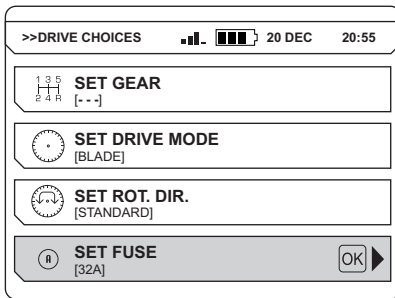 >>DRIVE CHOICES 20 DEC 20:55
1 3 5
2 4 R
SET GEAR
[- - -]
SET DRIVE MODE
[BLADE]
SET ROT. DIR.
[STANDARD]
A
SET FUSE
[32A]
OK